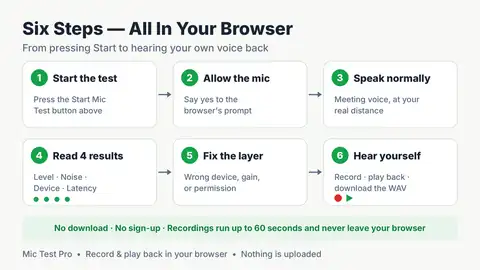 Six Steps — All In Your Browser
From pressing Start to hearing your own voice back
1 Start the test
Press the Start Mic
Test button above
2 Allow the mic
Say yes to the
browser's prompt
3 Speak normally
Meeting voice, at your
real distance
4 Read 4 results
Level · Noise ·
Device · Latency
5 Fix the layer
Wrong device, gain,
or permission
6 Hear yourself
Record · play back ·
download the WAV
No download · No sign-up · Recordings run up to 60 seconds and never leave your browser
Mic Test Pro • Record & play back in your browser • Nothing is uploaded